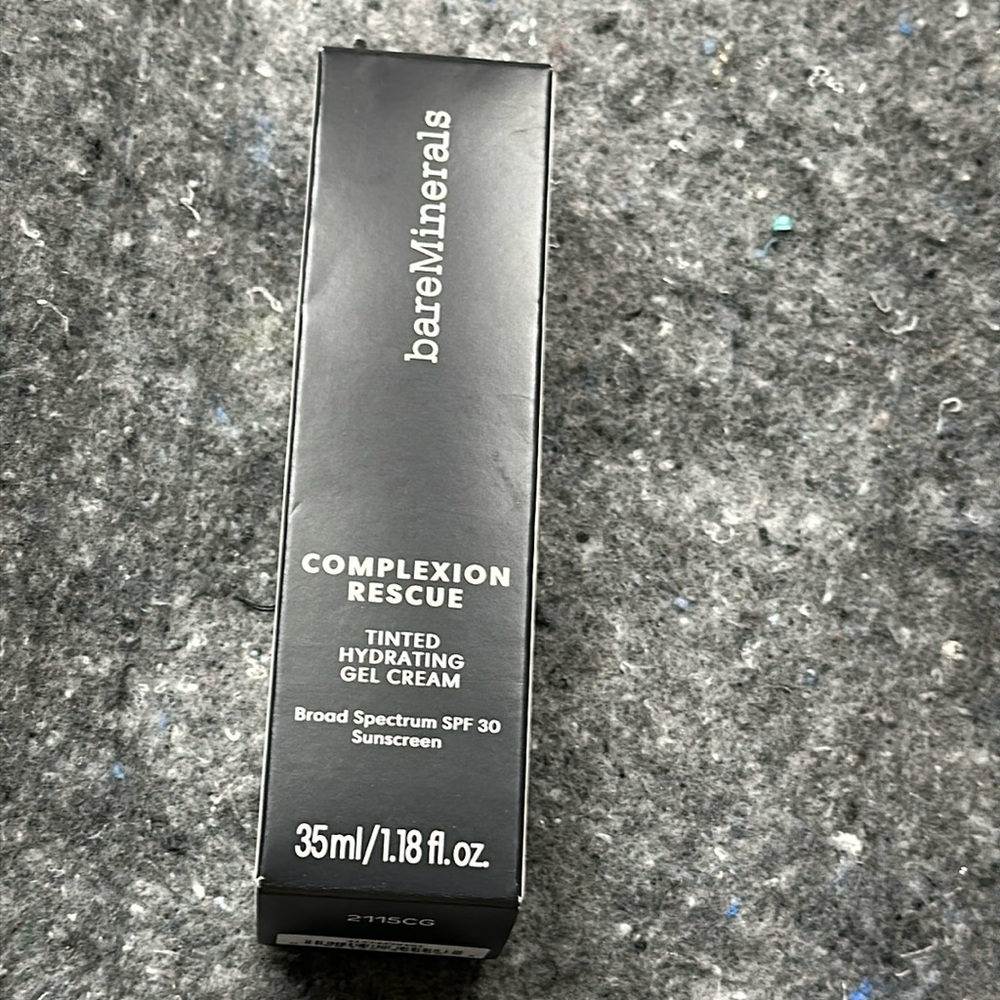 bareMinerals
COMPLEXION
RESCUE
TINTED
HYDRATING
GEL CREAM
Broad Spectrum SPF 30
Sunscreen
35ml/1.18 fl.oz.
2115CG